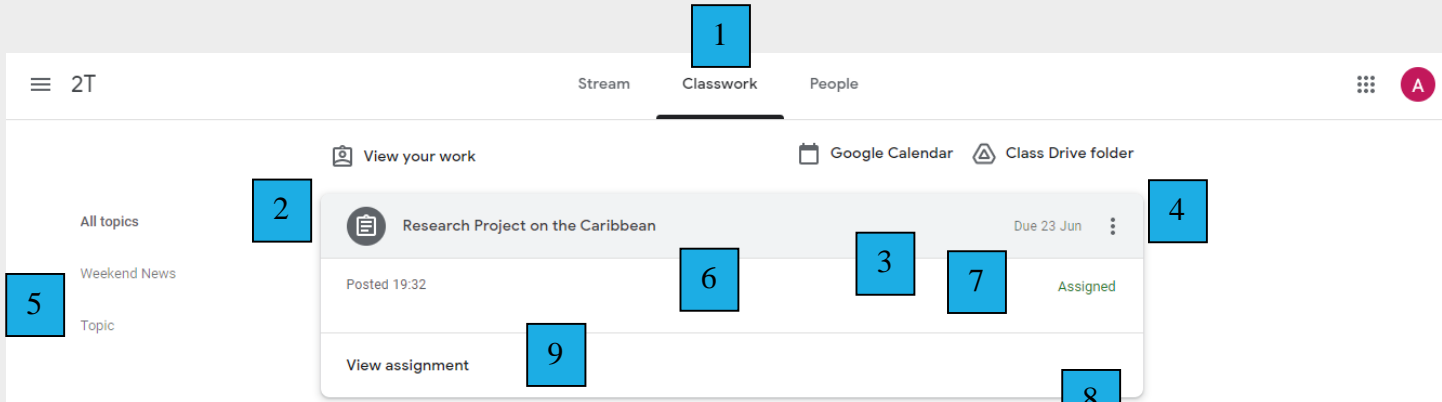 1
2T Stream Classwork People A
View your work Google Calendar Class Drive folder
2 4
All topics Research Project on the Caribbean Due 23 Jun
3
Weekend News Posted 19:32 6 7 Assigned
5
Topic
9
View assignment
8